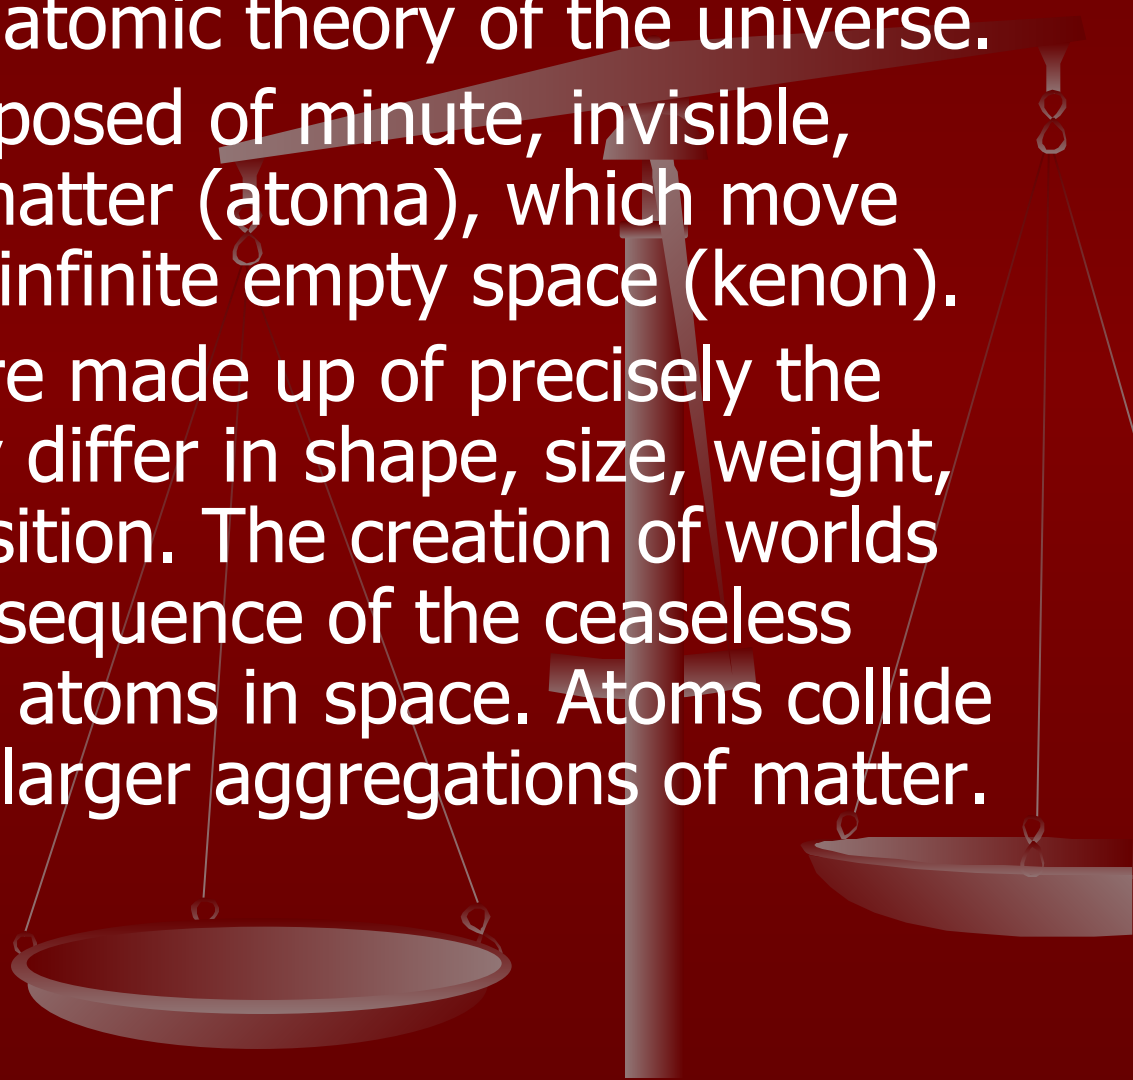 atomic theory of the universe.
posed of minute, invisible,
matter (atoma), which move
infinite empty space (kenon).
re made up of precisely the
differ in shape, size, weight,
sition. The creation of worlds
sequence of the ceaseless
atoms in space. Atoms collide
larger aggregations of matter.